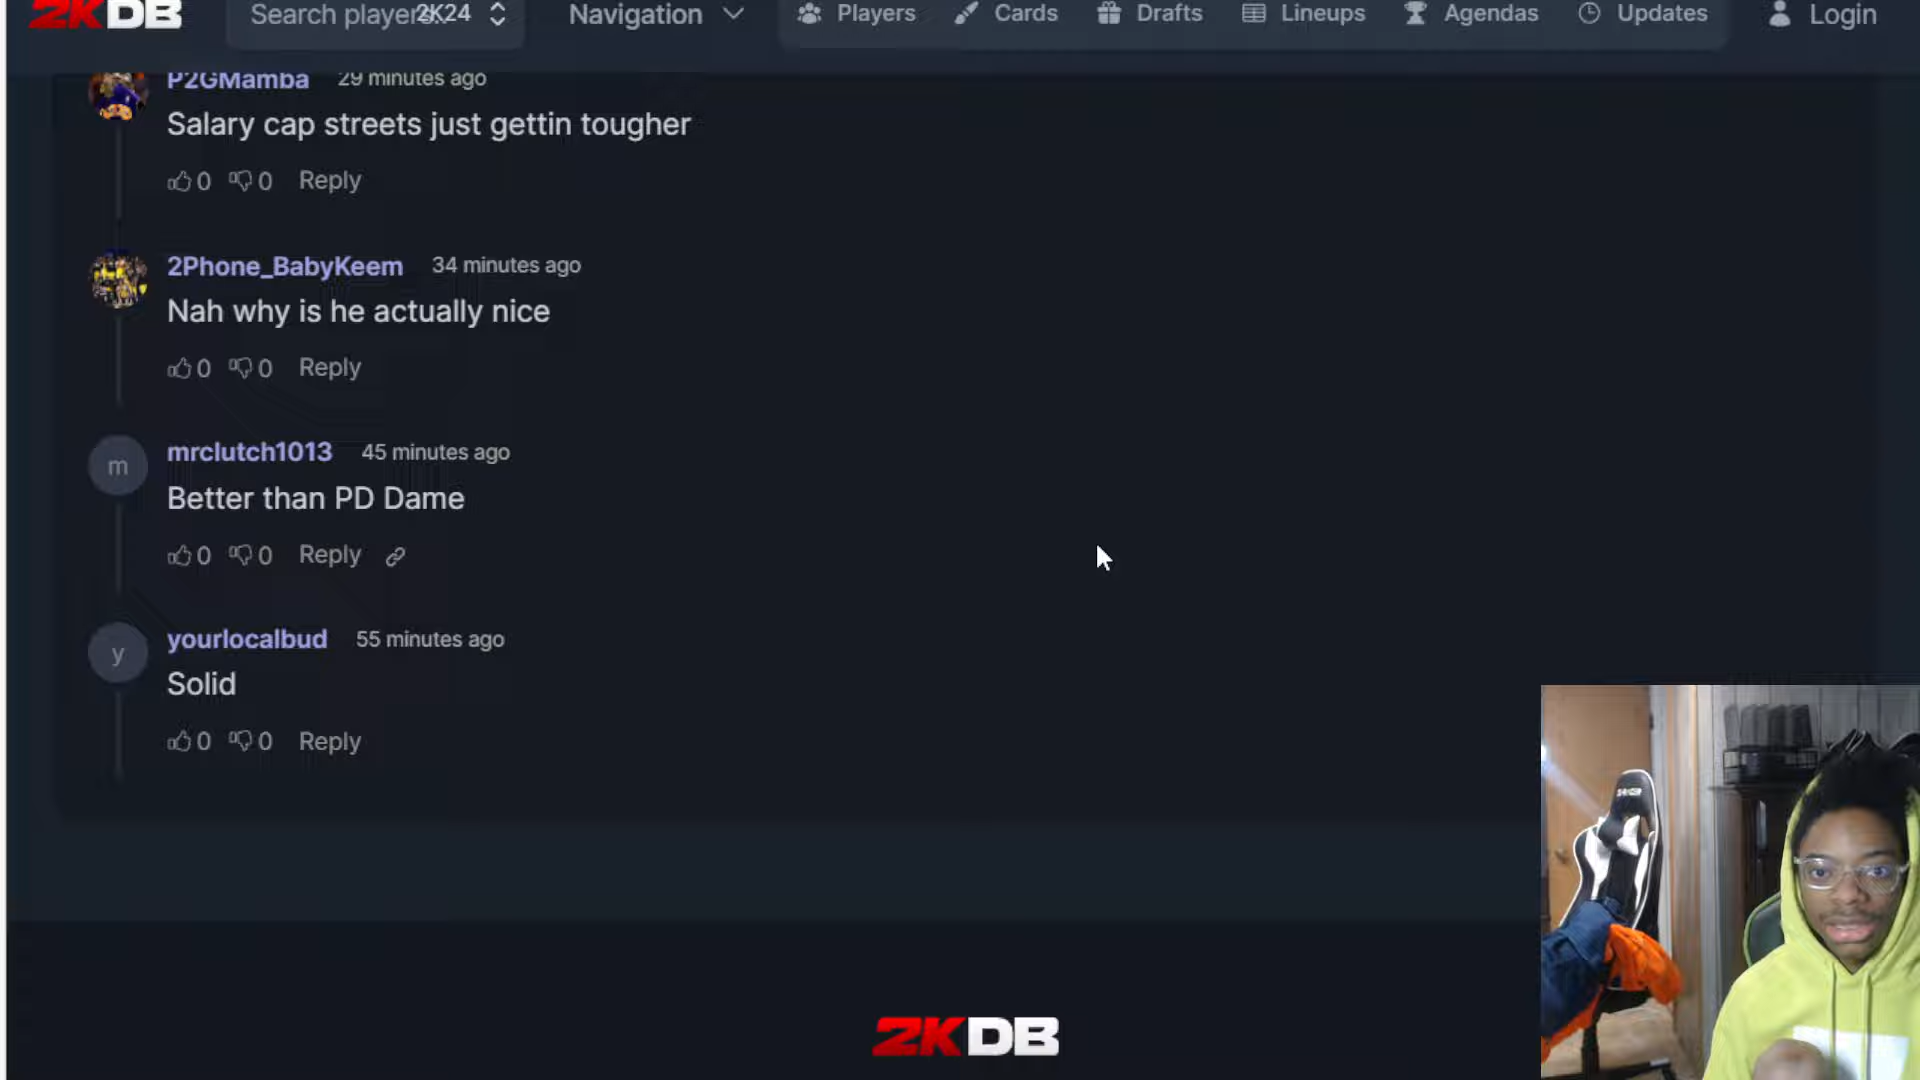 2KDB
Search players
2K24
Navigation
Players
Cards
Drafts
Lineups
Agendas
Updates
Login
P2GMamba 29 minutes ago
Salary cap streets just gettin tougher
0 0 Reply
2Phone_BabyKeem 34 minutes ago
Nah why is he actually nice
0 0 Reply
m
mrclutch1013 45 minutes ago
Better than PD Dame
0 0 Reply
y
yourlocalbud 55 minutes ago
Solid
0 0 Reply
2KDB